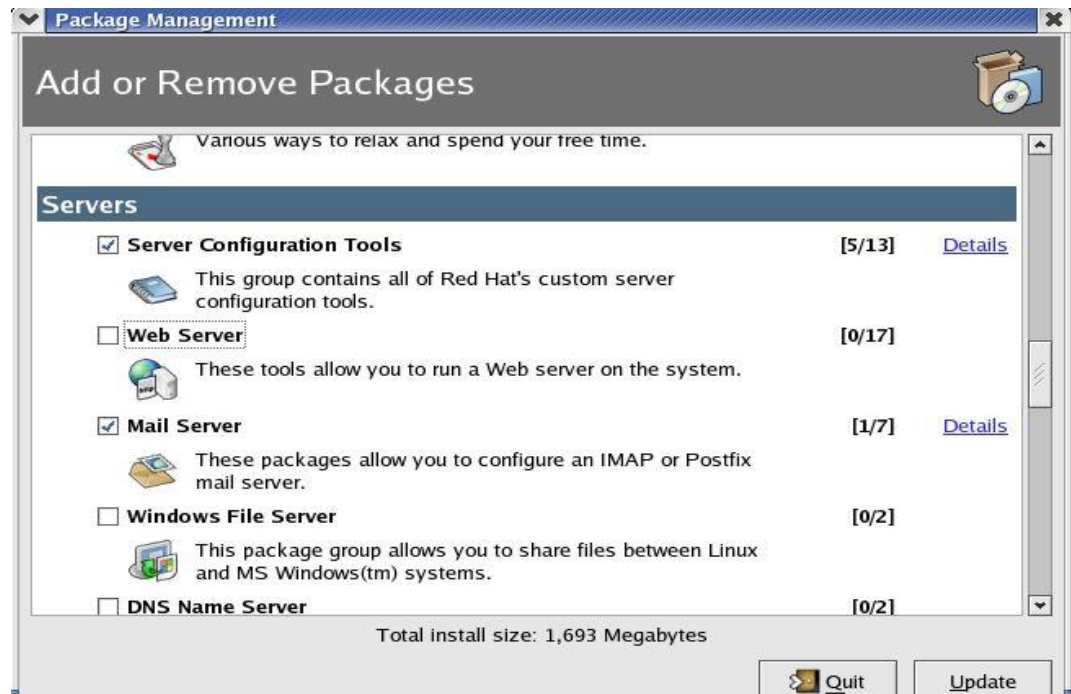 Package Management
Add or Remove Packages
Various ways to relax and spend your free time.
Servers
Server Configuration Tools [5/13] Details
This group contains all of Red Hat's custom server
configuration tools.
Web Server [0/17]
These tools allow you to run a Web server on the system.
Mail Server [1/7] Details
These packages allow you to configure an IMAP or Postfix
mail server.
Windows File Server [0/2]
This package group allows you to share files between Linux
and MS Windows(tm) systems.
DNS Name Server [0/2]
Total install size: 1,693 Megabytes
Quit Update